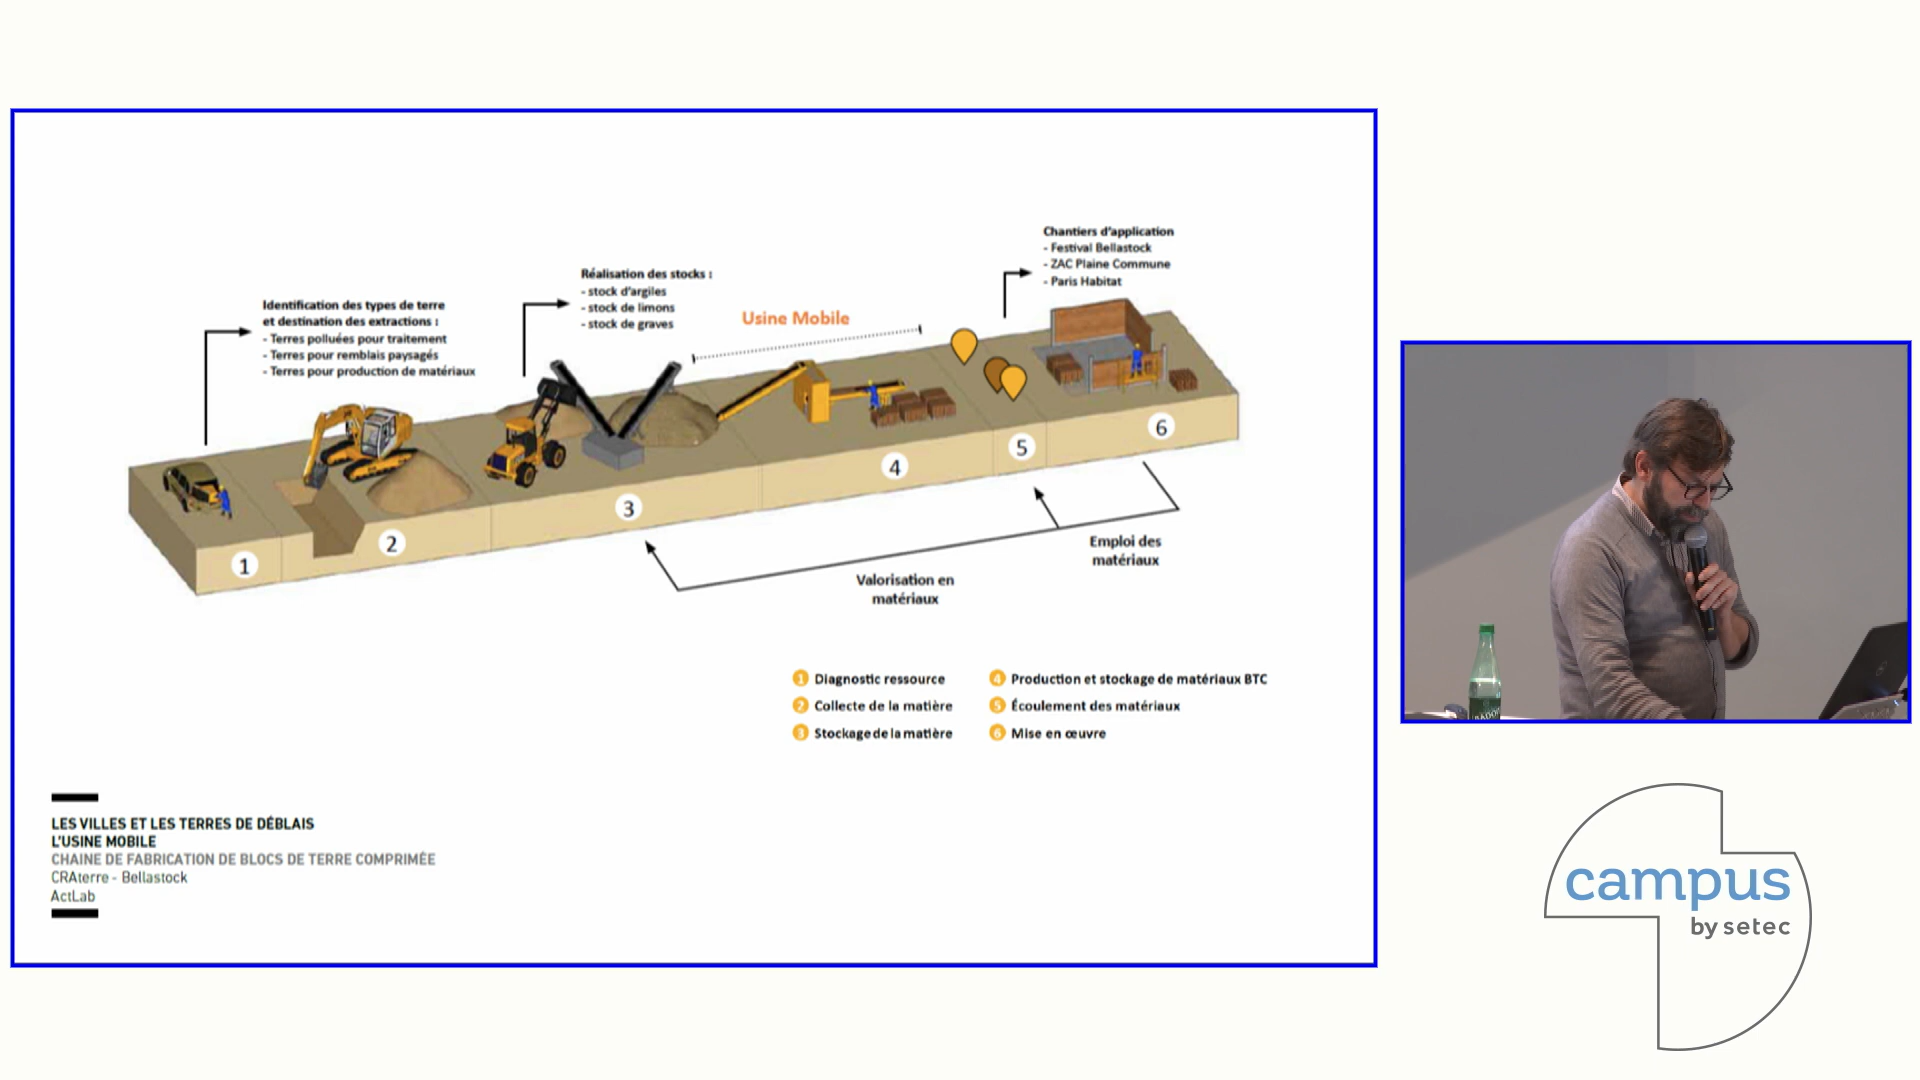 Chantiers d'application
- Festival Bellastock
- ZAC Plaine Commune
- Paris Habitat
Réalisation des stocks :
- stock d'argiles
- stock de limons
- stock de graves
Identification des types de terre
et destination des extractions :
- Terres polluées pour traitement
- Terres pour remblais paysagés
- Terres pour production de matériaux
Usine Mobile
1
2
3
4
5
6
Emploi des
matériaux
Valorisation en
matériaux
1 Diagnostic ressource
2 Collecte de la matière
3 Stockage de la matière
4 Production et stockage de matériaux BTC
5 Écoulement des matériaux
6 Mise en œuvre
LES VILLES ET LES TERRES DE DÉBLAIS
L'USINE MOBILE
CHAINE DE FABRICATION DE BLOCS DE TERRE COMPRIMÉE
CRAterre - Bellastock
ActLab
campus
by setec